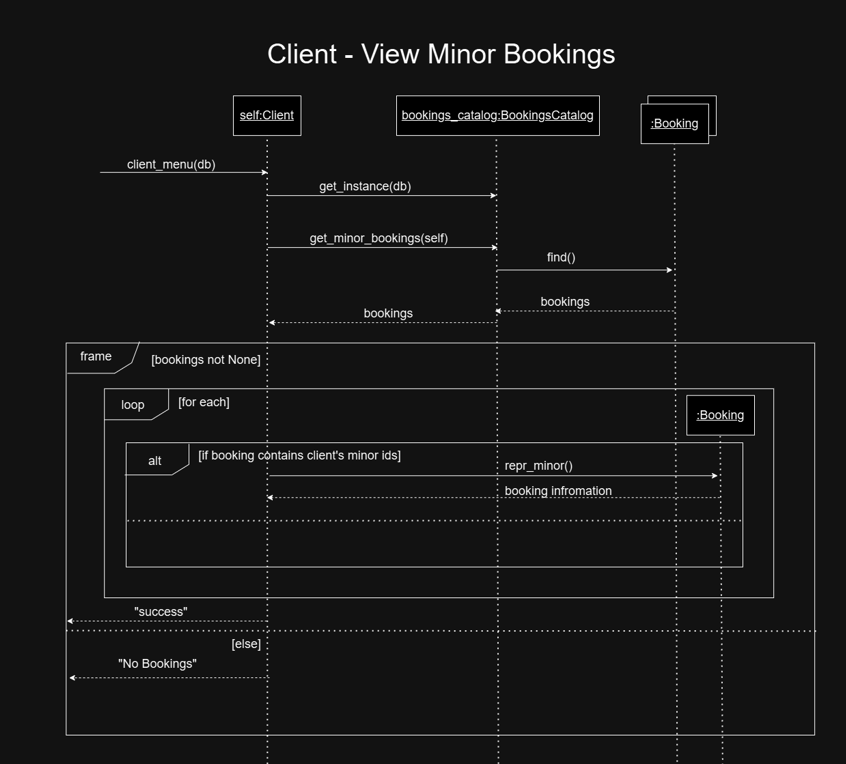 Client - View Minor Bookings
self:Client
bookings_catalog:BookingsCatalog
:Booking
client_menu(db)
get_instance(db)
get_minor_bookings(self)
find()
bookings
bookings
frame
[bookings not None]
loop
[for each]
:Booking
alt
[if booking contains client's minor ids]
repr_minor()
booking infromation
"success"
[else]
"No Bookings"